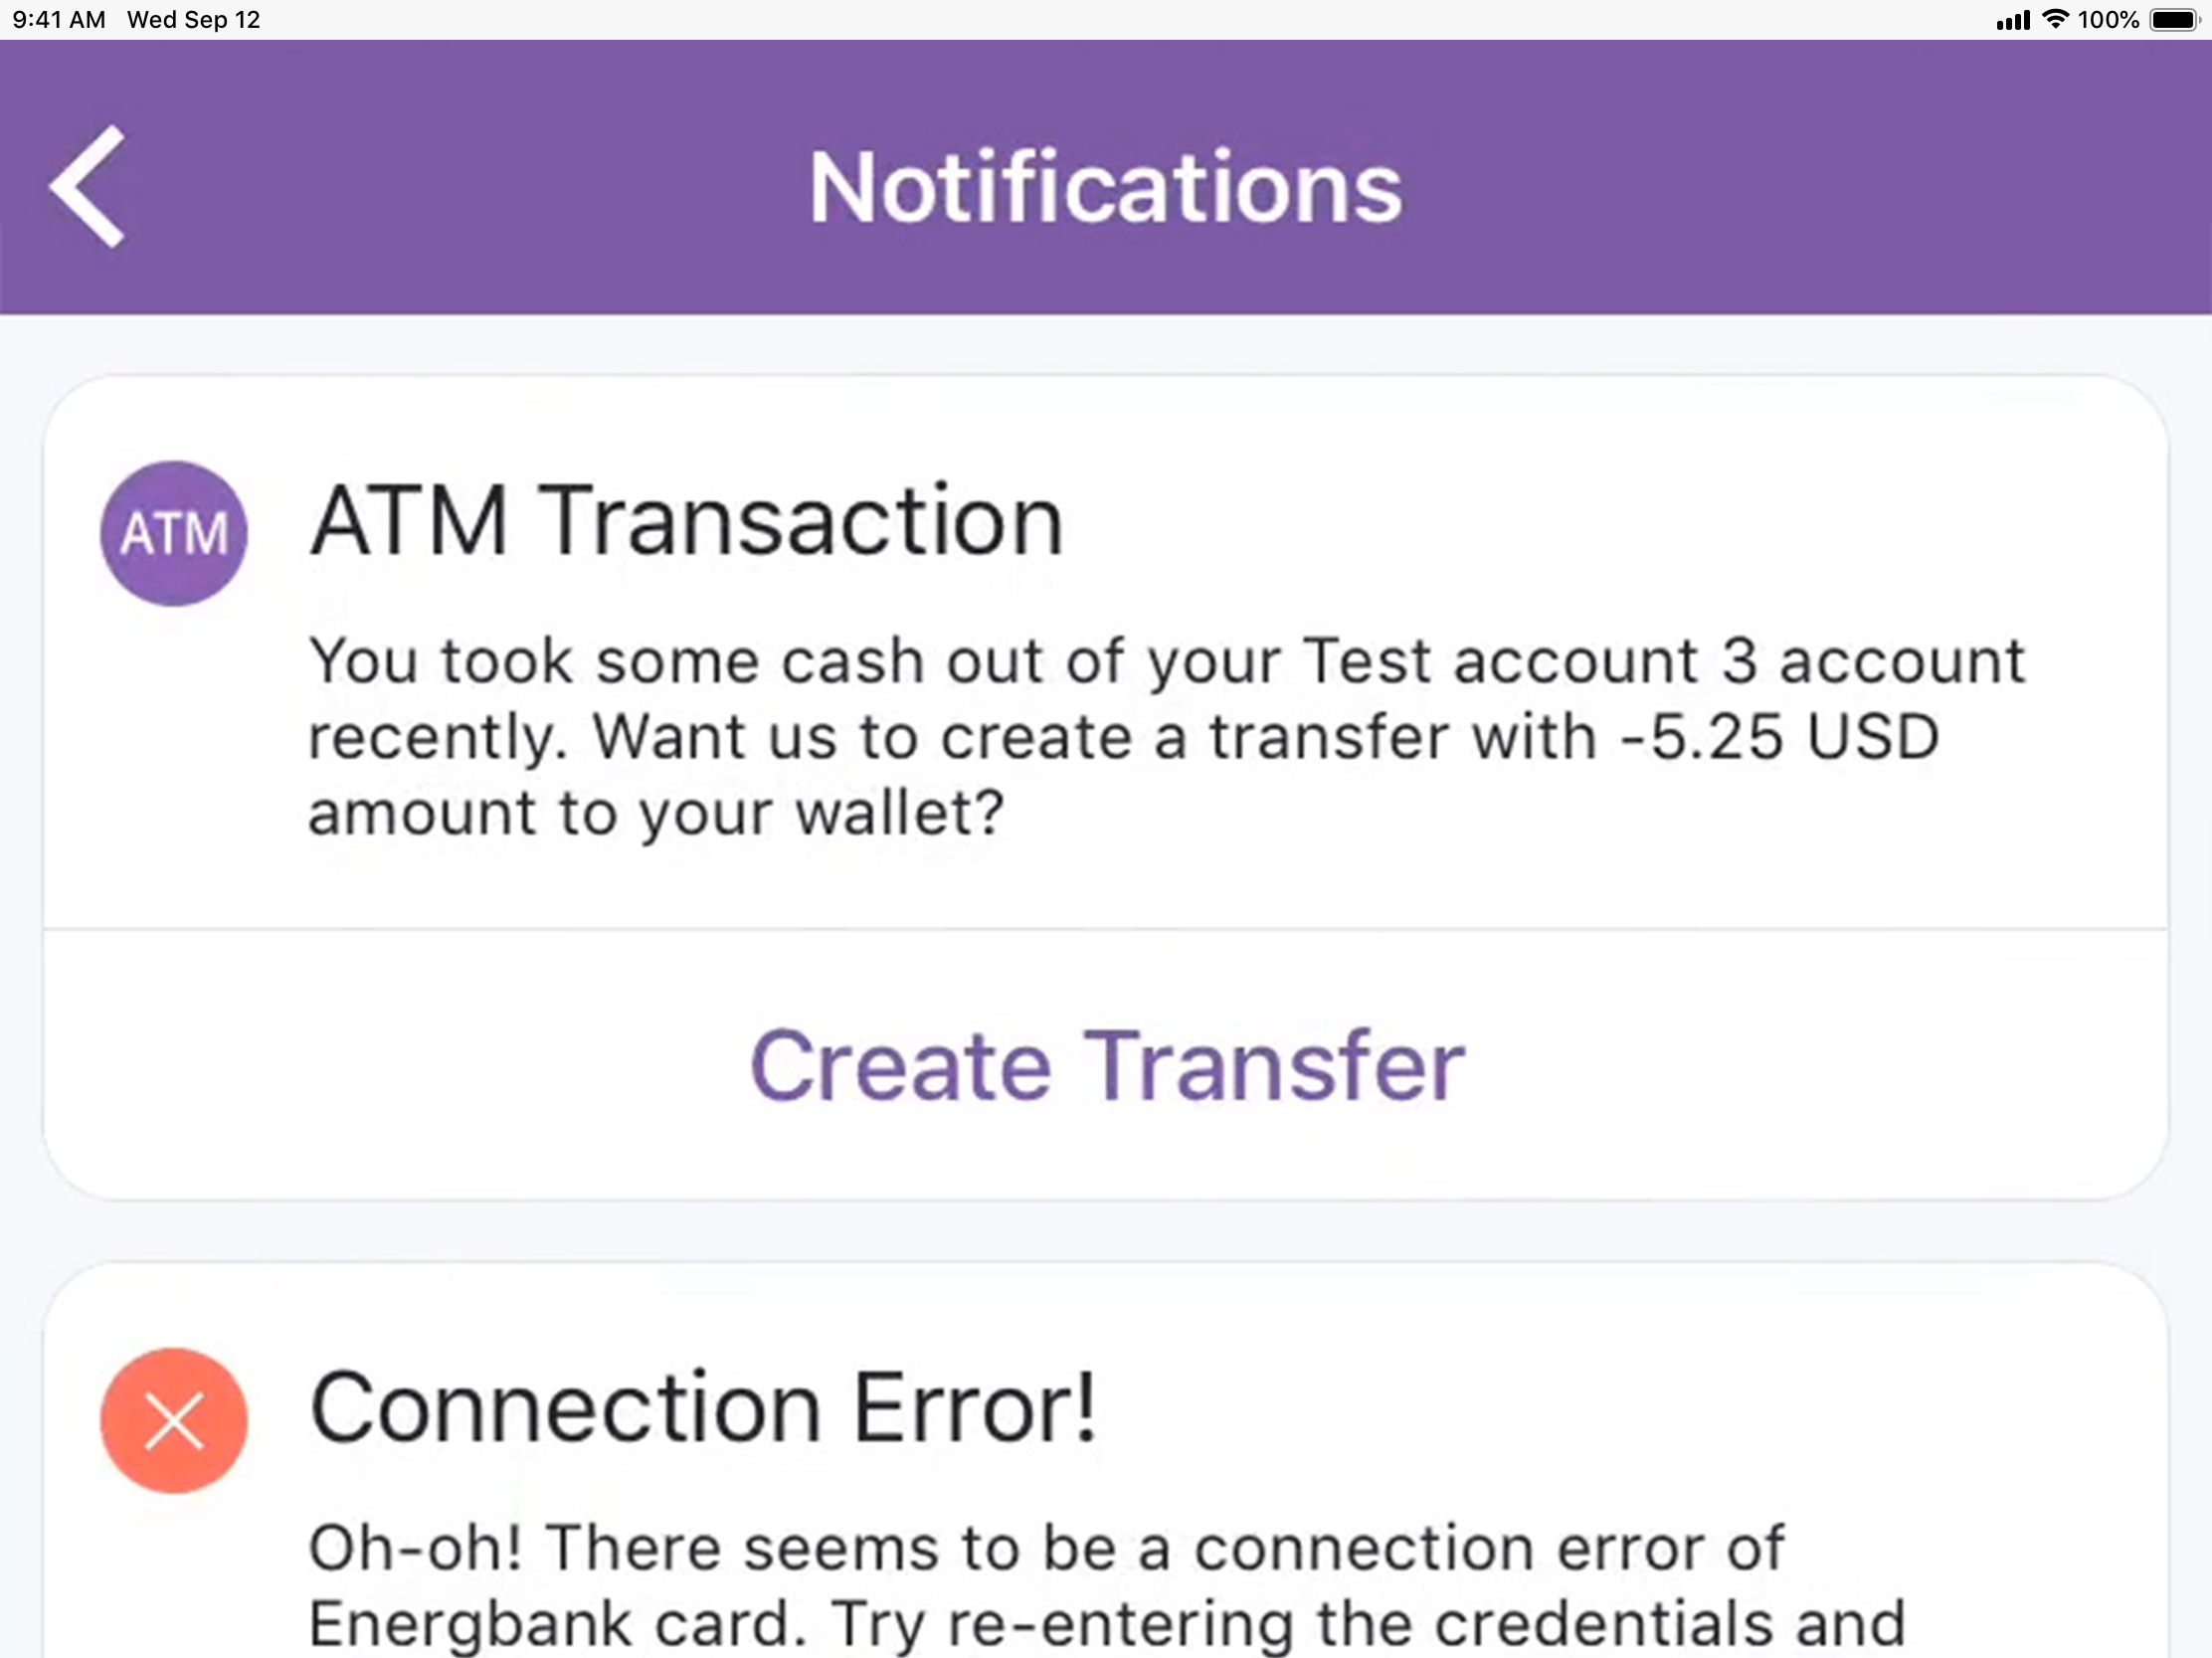 9:41 AM Wed Sep 12 100%
Notifications
ATM
ATM Transaction
You took some cash out of your Test account 3 account
recently. Want us to create a transfer with -5.25 USD
amount to your wallet?
Create Transfer
Connection Error!
Oh-oh! There seems to be a connection error of
Energbank card. Try re-entering the credentials and